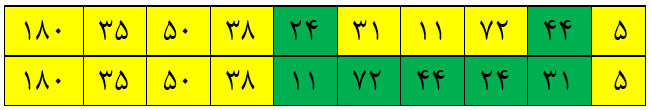 ۱۸۰ ۳۵ ۵۰ ۳۸ ۲۴ ۳۱ ۱۱ ۷۲ ۴۴ ۵
۱۸۰ ۳۵ ۵۰ ۳۸ ۱۱ ۷۲ ۴۴ ۲۴ ۳۱ ۵